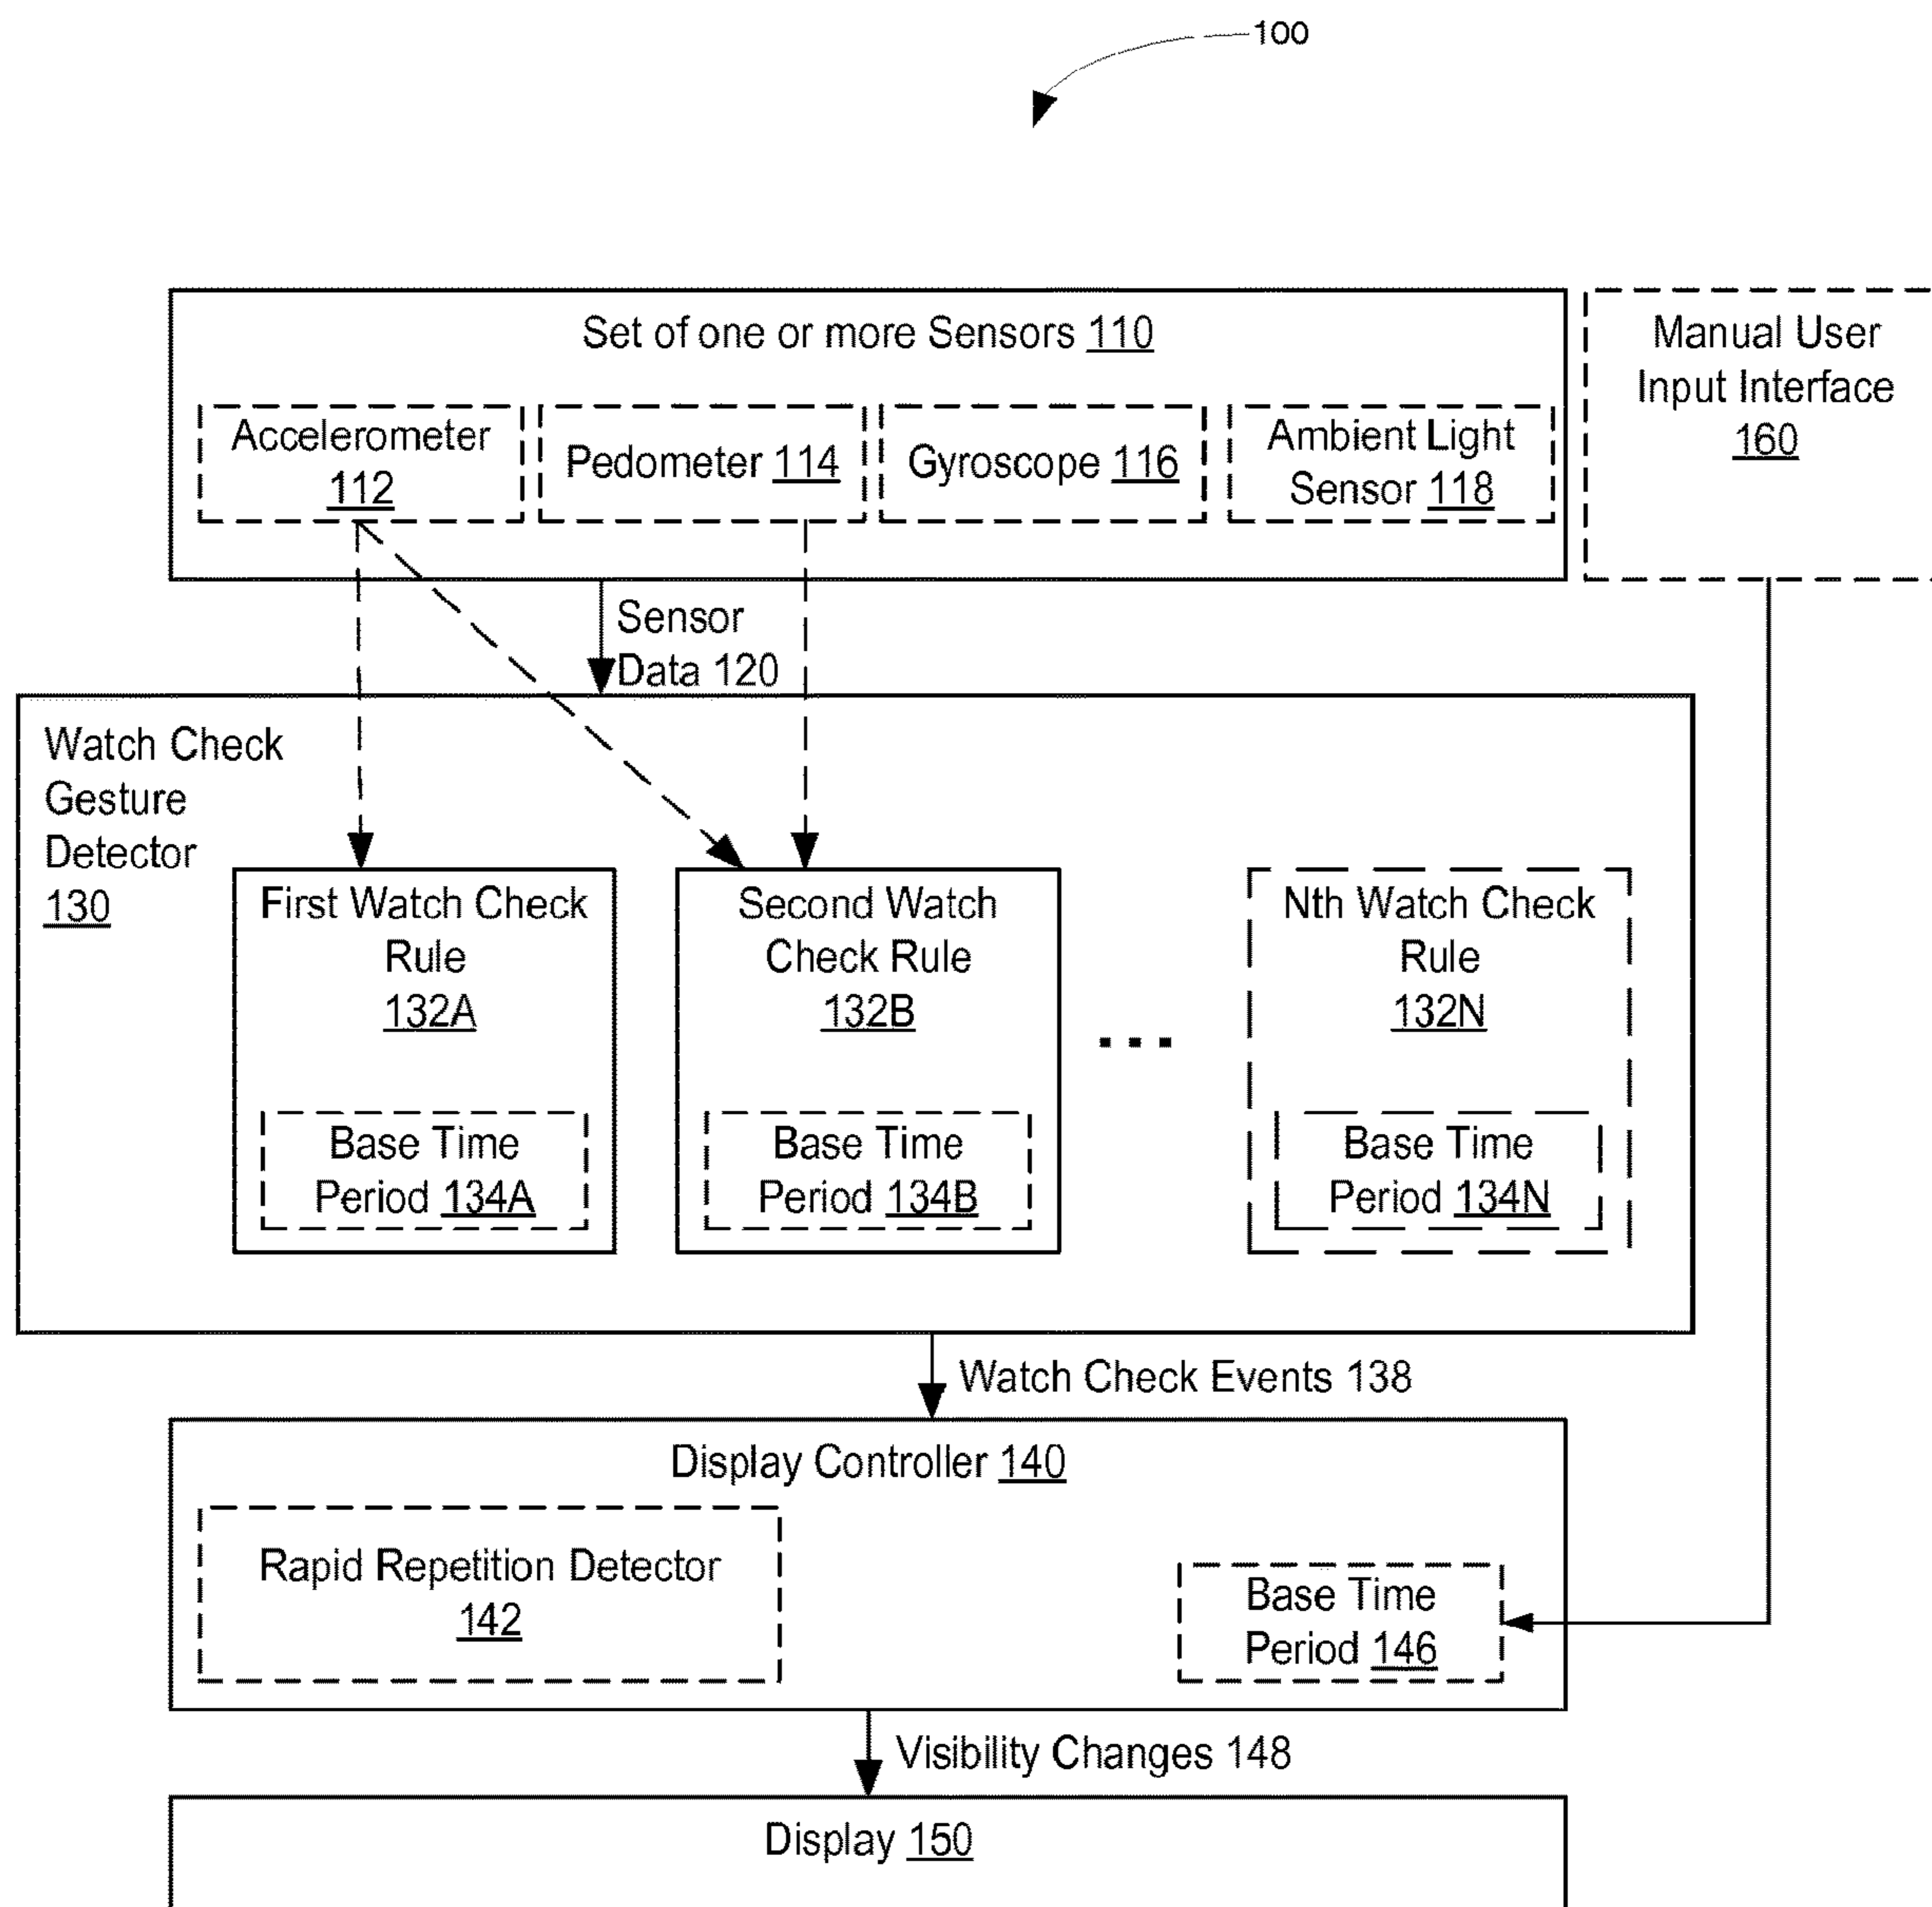 100
Set of one or more Sensors 110
Manual User
Input Interface
160
Accelerometer
112
Pedometer 114
Gyroscope 116
Ambient Light
Sensor 118
Sensor
Data 120
Watch Check
Gesture
Detector
130
First Watch Check
Rule
132A
Base Time
Period 134A
Second Watch
Check Rule
132B
Base Time
Period 134B
...
Nth Watch Check
Rule
132N
Base Time
Period 134N
Watch Check Events 138
Display Controller 140
Rapid Repetition Detector
142
Base Time
Period 146
Visibility Changes 148
Display 150